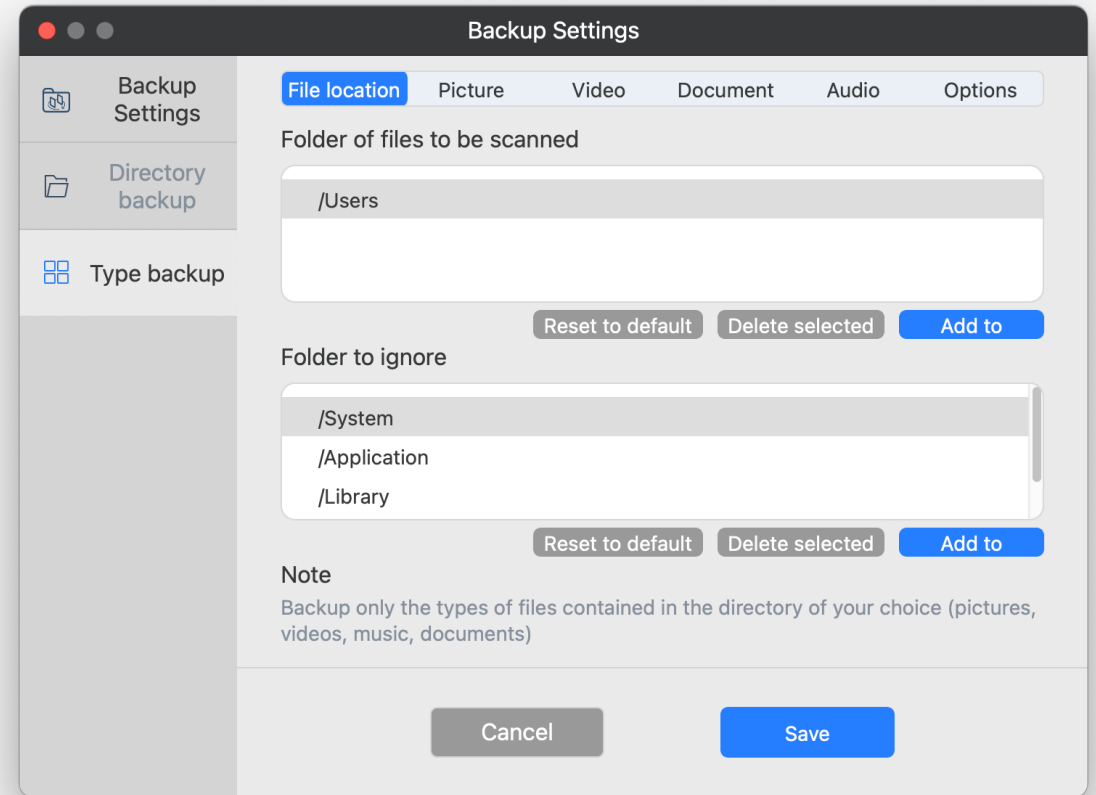 Backup Settings
Backup
Settings
Directory
backup
Type backup
File location Picture Video Document Audio Options
Folder of files to be scanned
/Users
Reset to default Delete selected Add to
Folder to ignore
/System
/Application
/Library
Reset to default Delete selected Add to
Note
Backup only the types of files contained in the directory of your choice (pictures,
videos, music, documents)
Cancel Save